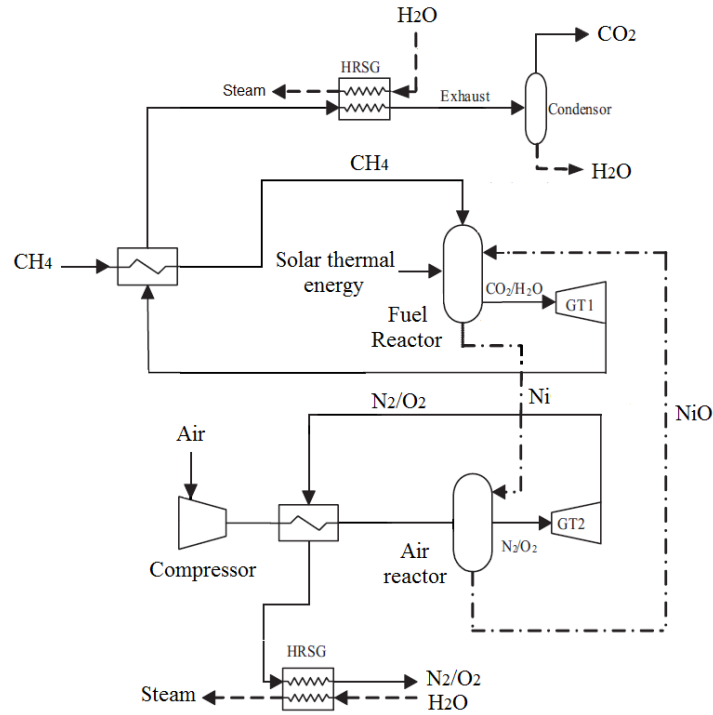 H2O
CO2
HRSG
Steam
Exhaust
Condensor
H2O
CH4
CH4
Solar thermal
energy
CO2/H2O
GT1
Fuel
Reactor
Ni
NiO
N2/O2
Air
GT2
N2/O2
Compressor
Air
reactor
HRSG
N2/O2
Steam
H2O